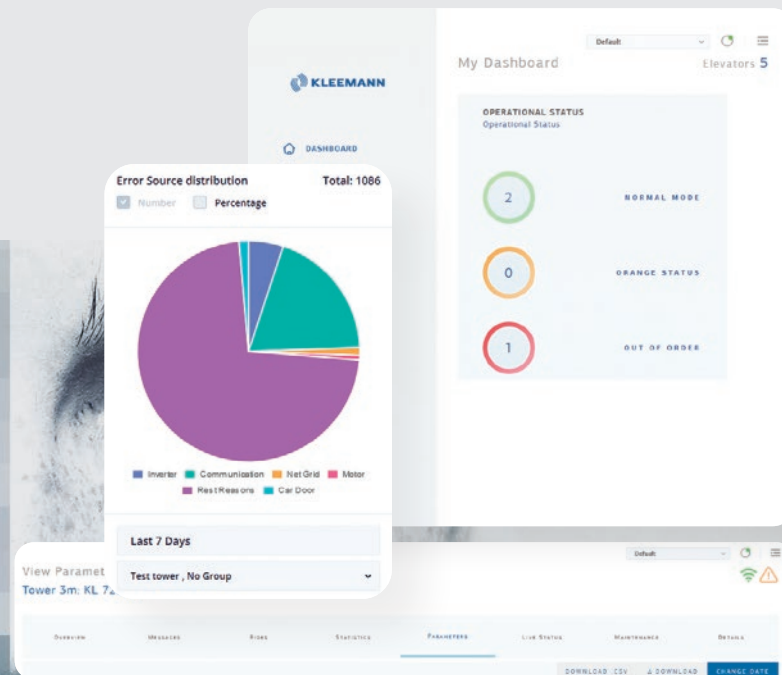 Default
My Dashboard
Elevators 5
KLEEMANN
OPERATIONAL STATUS
Operational Status
DASHBOARD
2 NORMAL MODE
0 ORANGE STATUS
1 OUT OF ORDER
Error Source distribution Total: 1086
Number Percentage
Inverter Communication Net Grid Motor
Rest Reasons Car Door
Last 7 Days
Test tower , No Group
Default
View Paramet
Tower 3m: KL 72
OVERVIEW MESSAGES RIDES STATISTICS PARAMETERS LIVE STATUS MAINTENANCE DETAILS
DOWNLOAD .CSV DOWNLOAD CHANGE DATE